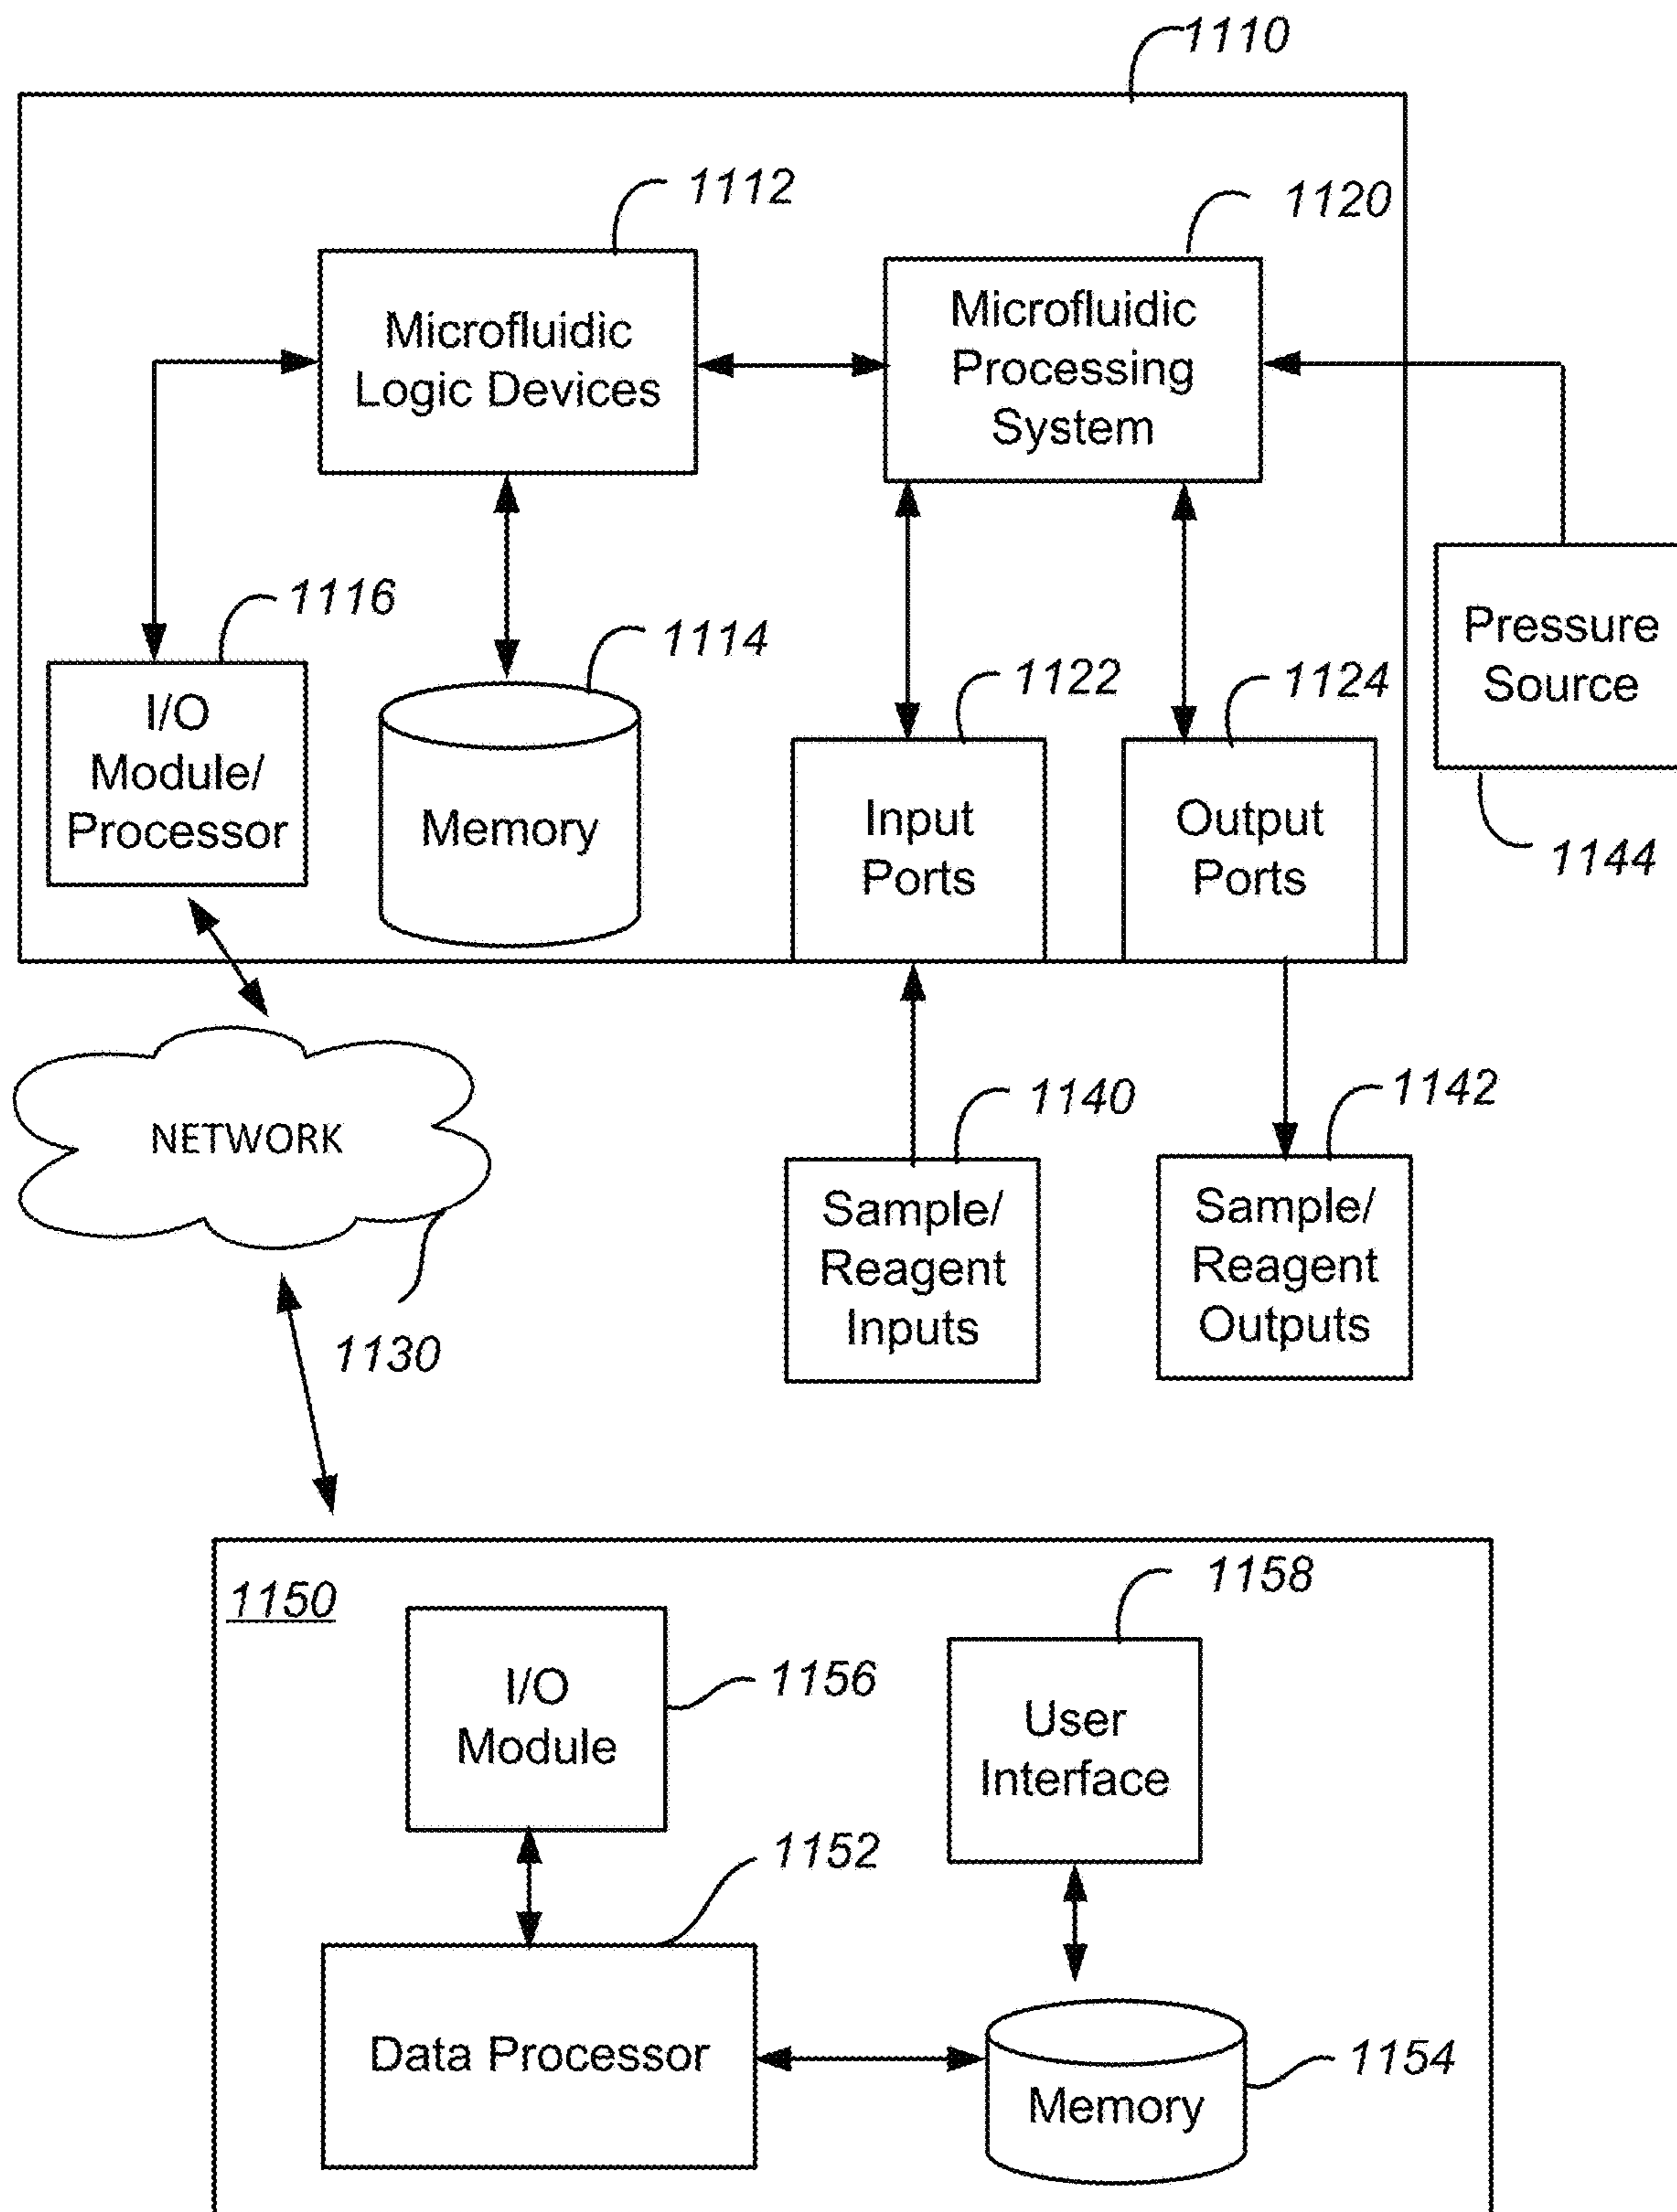 1110
1112
1120
Microfluidic
Logic Devices
Microfluidic
Processing
System
1116
1114
1122
1124
Pressure
Source
1144
I/O
Module/
Processor
Memory
Input
Ports
Output
Ports
NETWORK
1130
1140
1142
Sample/
Reagent
Inputs
Sample/
Reagent
Outputs
1150
1158
I/O
Module
1156
User
Interface
1152
Data Processor
Memory
1154